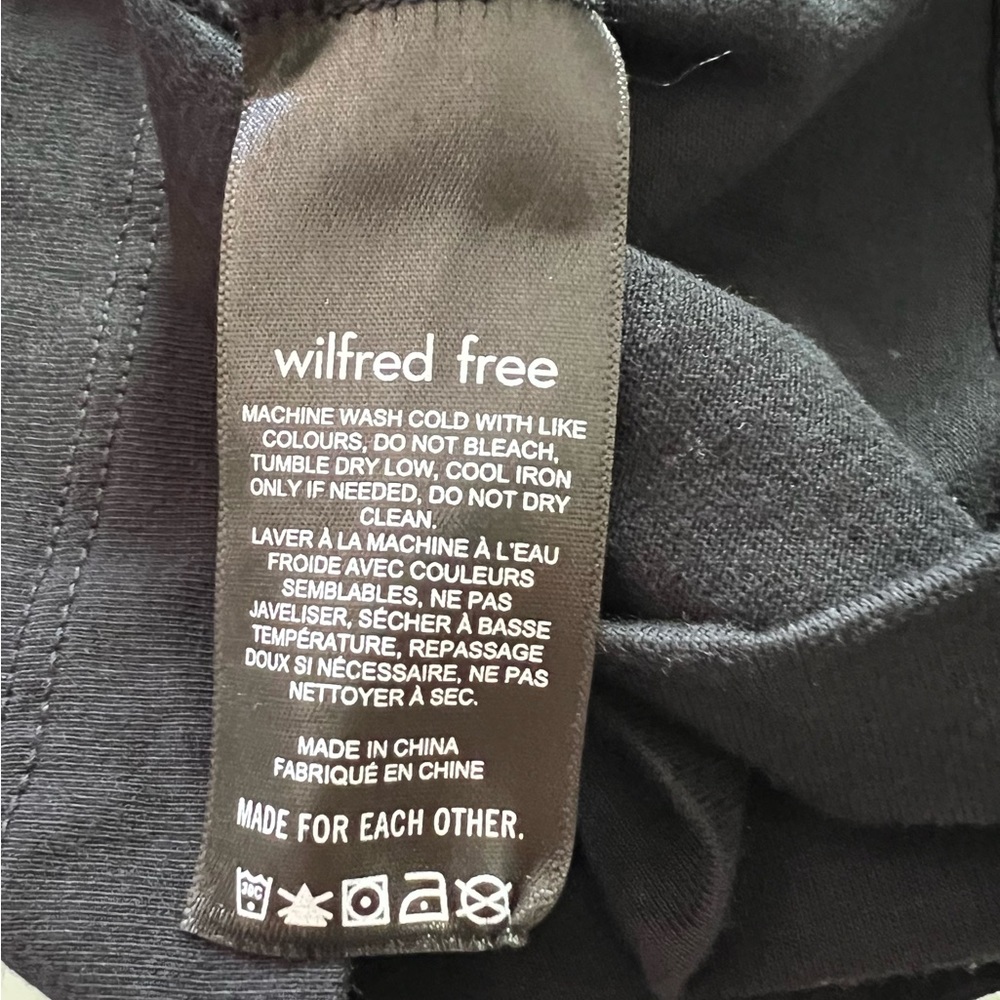 wilfred free
MACHINE WASH COLD WITH LIKE
COLOURS, DO NOT BLEACH,
TUMBLE DRY LOW, COOL IRON
ONLY IF NEEDED, DO NOT DRY
CLEAN.
LAVER À LA MACHINE À L'EAU
FROIDE AVEC COULEURS
SEMBLABLES, NE PAS
JAVELISER, SÉCHER À BASSE
TEMPÉRATURE, REPASSAGE
DOUX SI NÉCESSAIRE, NE PAS
NETTOYER À SEC.
MADE IN CHINA
FABRIQUÉ EN CHINE
MADE FOR EACH OTHER.
30C